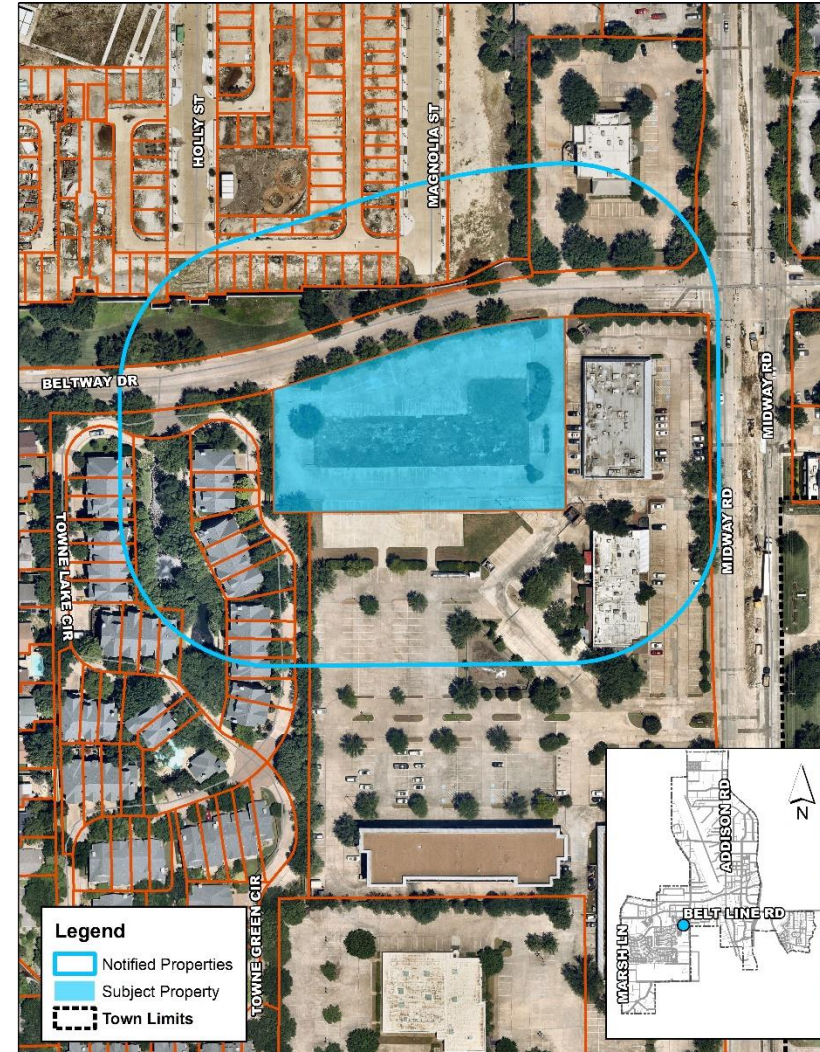 HOLLY ST
MAGNOLIA ST
BELTWAY DR
MIDWAY RD
MIDWAY RD
TOWNE LAKE CIR
TOWNE GREEN CIR
Legend
Notified Properties
Subject Property
Town Limits
ADDISON RD
BELT LINE RD
MARSH LN
N